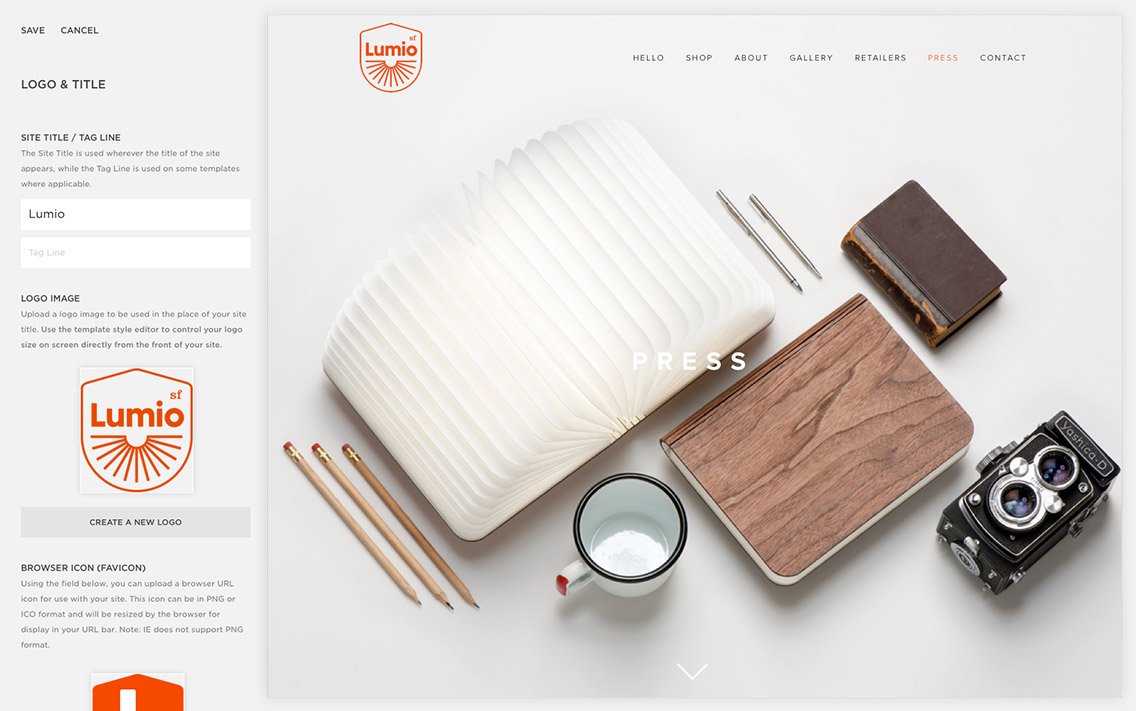 SAVE CANCEL
LOGO & TITLE
SITE TITLE / TAG LINE
The Site Title is used wherever the title of the site
appears, while the Tag Line is used on some templates
where applicable.
Lumio
Tag Line
LOGO IMAGE
Upload a logo image to be used in the place of your site
title. Use the template style editor to control your logo
size on screen directly from the front of your site.
sf
Lumio
CREATE A NEW LOGO
BROWSER ICON (FAVICON)
Using the field below, you can upload a browser URL
icon for use with your site. This icon can be in PNG or
ICO format and will be resized by the browser for
display in your URL bar. Note: IE does not support PNG
format.
sf
Lumio
HELLO SHOP ABOUT GALLERY RETAILERS PRESS CONTACT
PRESS
Yashica-D